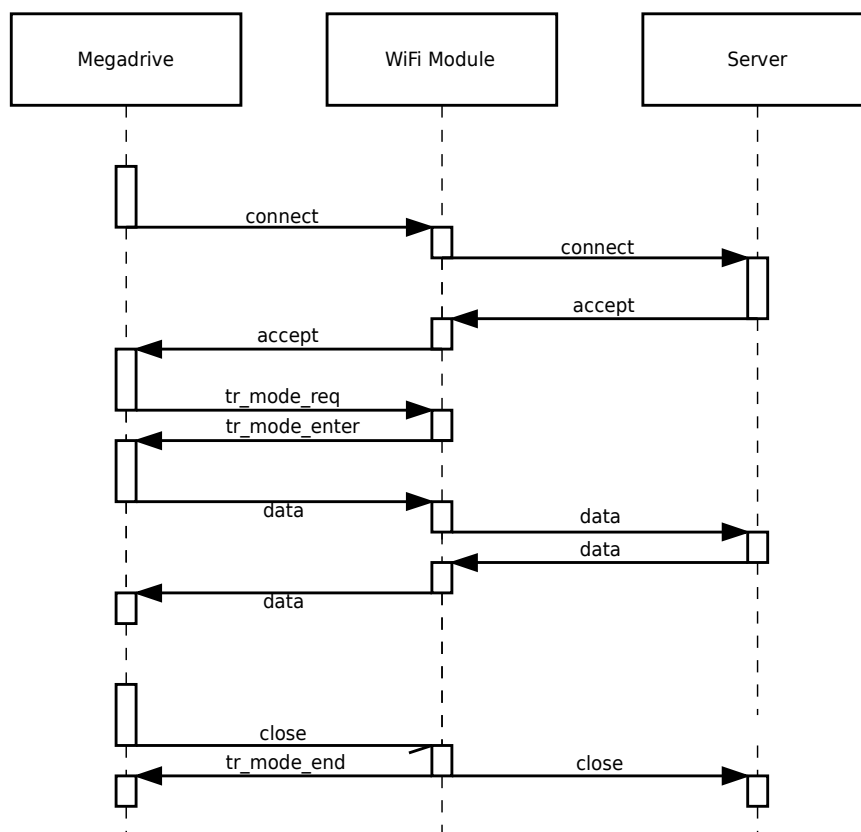 Megadrive
WiFi Module
Server
connect
connect
accept
accept
tr_mode_req
tr_mode_enter
data
data
data
data
close
tr_mode_end
close